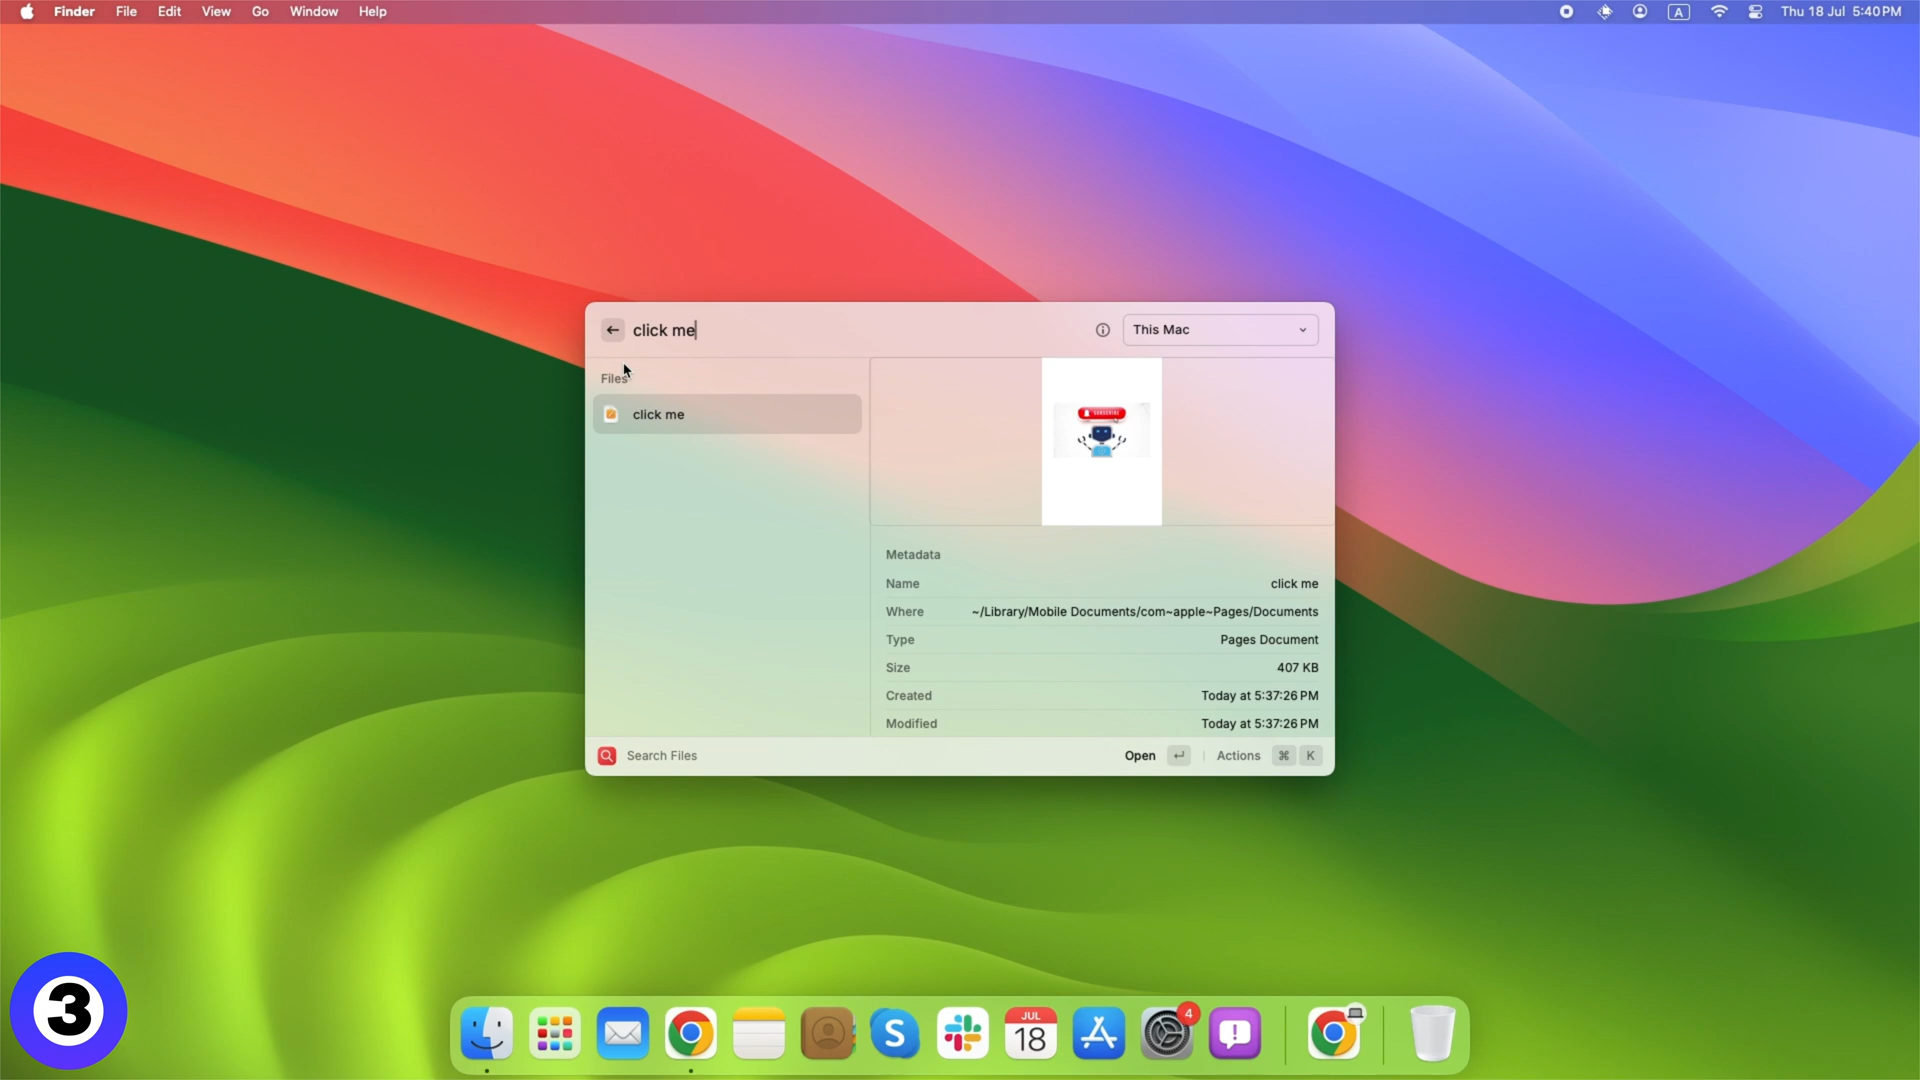 Finder File Edit View Go Window Help
A Thu 18 Jul 5:40 PM
click me
This Mac
Files
click me
SUBSCRIBE
Metadata
Name click me
Where ~/Library/Mobile Documents/com~apple~Pages/Documents
Type Pages Document
Size 407 KB
Created Today at 5:37:26 PM
Modified Today at 5:37:26 PM
Search Files
Open ↵ | Actions ⌘ K
3
S
JUL
18
4
!